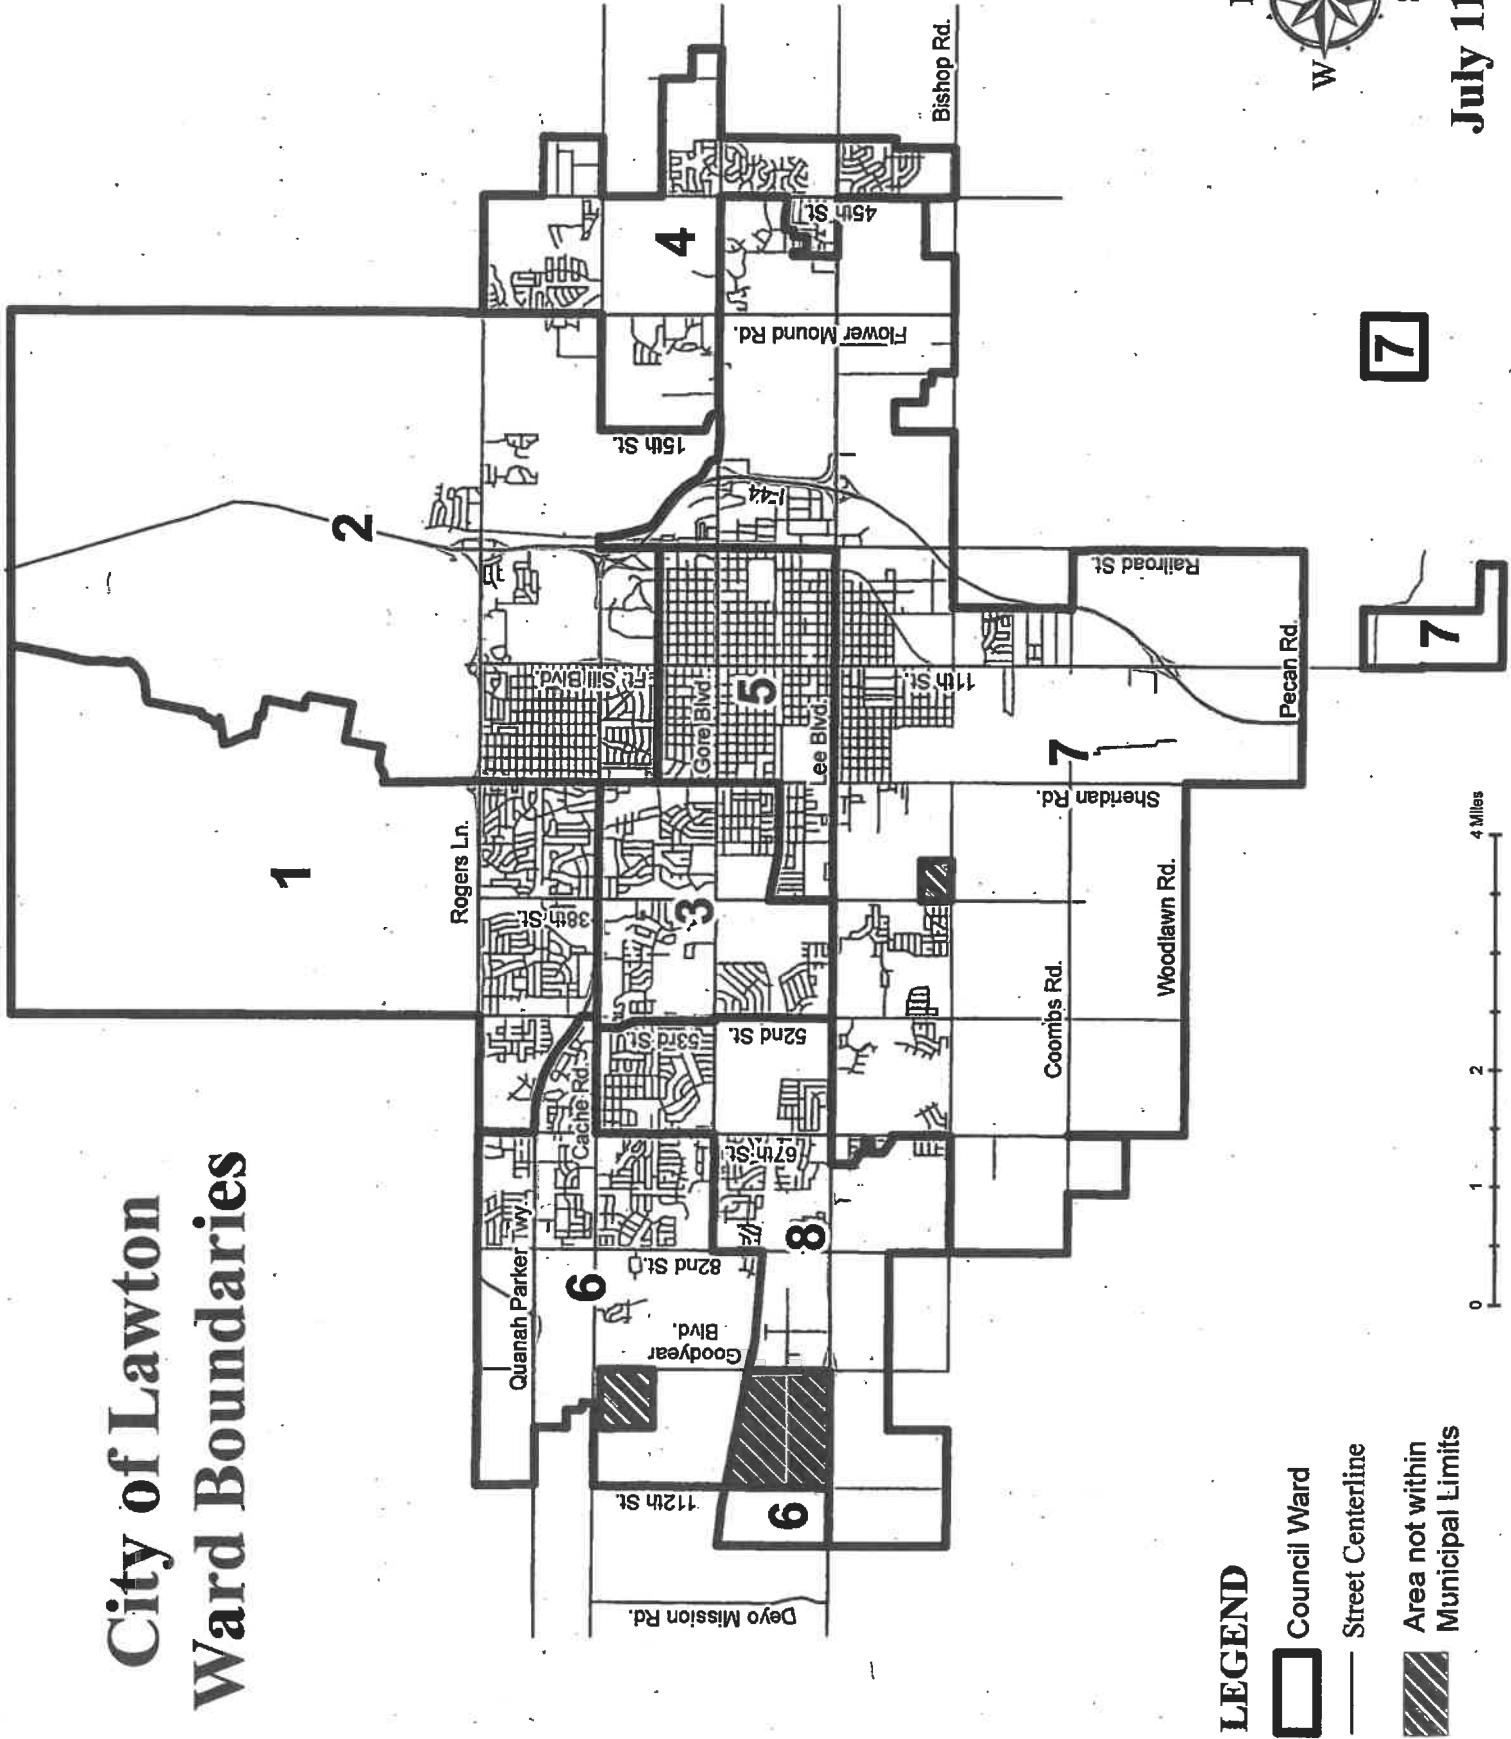 City of Lawton
Ward Boundaries
1
2
3
4
5
6
6
7
7
7
8
Rogers Ln.
Quanah Parker Twy.
Cache Rd.
Gore Blvd.
Lee Blvd.
Bishop Rd.
Coombs Rd.
Woodlawn Rd.
Pecan Rd.
Deyo Mission Rd.
112th St.
Goodyear
Blvd.
82nd St.
67th St.
53rd St.
52nd St.
38th St.
Sheridan Rd.
Ft. Sill Blvd.
11th St.
Railroad St.
I-44
15th St.
Flower Mound Rd.
45th St.
LEGEND
Council Ward
Street Centerline
Area not within
Municipal Limits
0 1 2 4 Miles
W
July 11